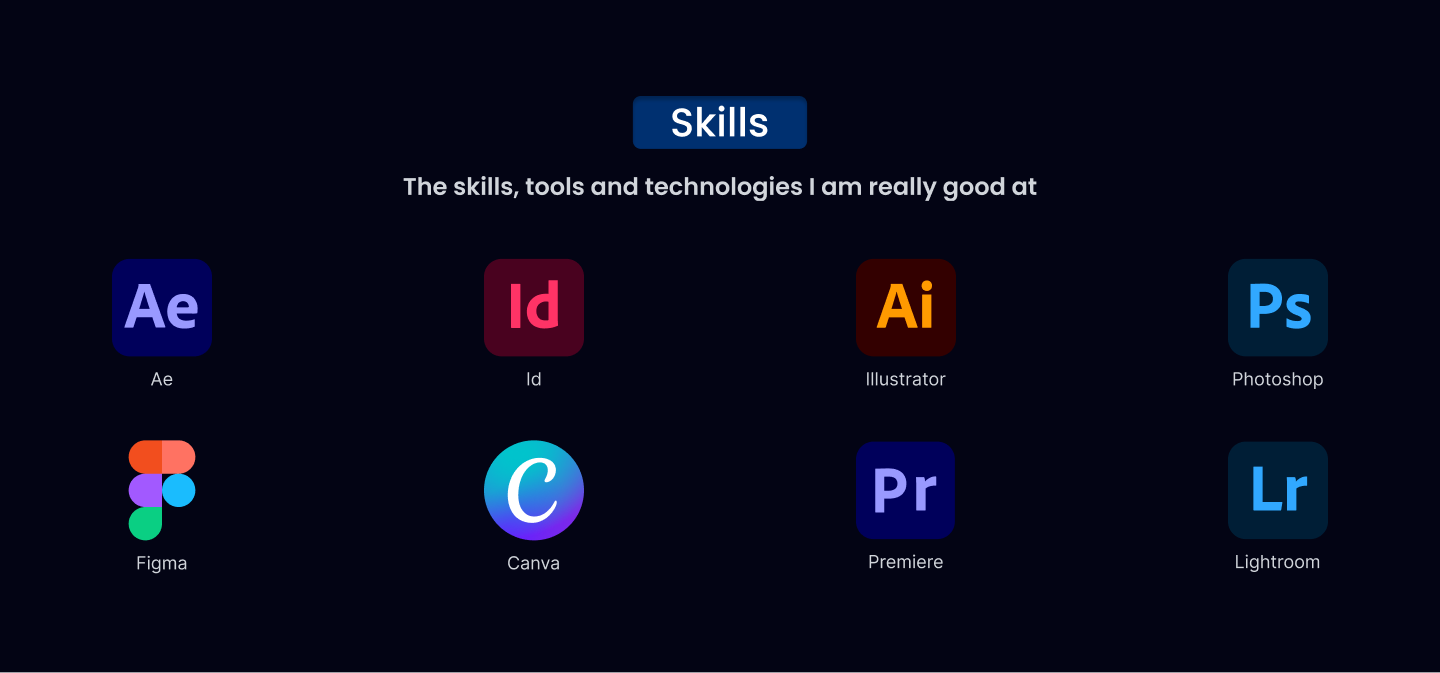 Skills
The skills, tools and technologies I am really good at
Ae Id Ai Ps
Ae Id Illustrator Photoshop
C Pr Lr
Figma Canva Premiere Lightroom